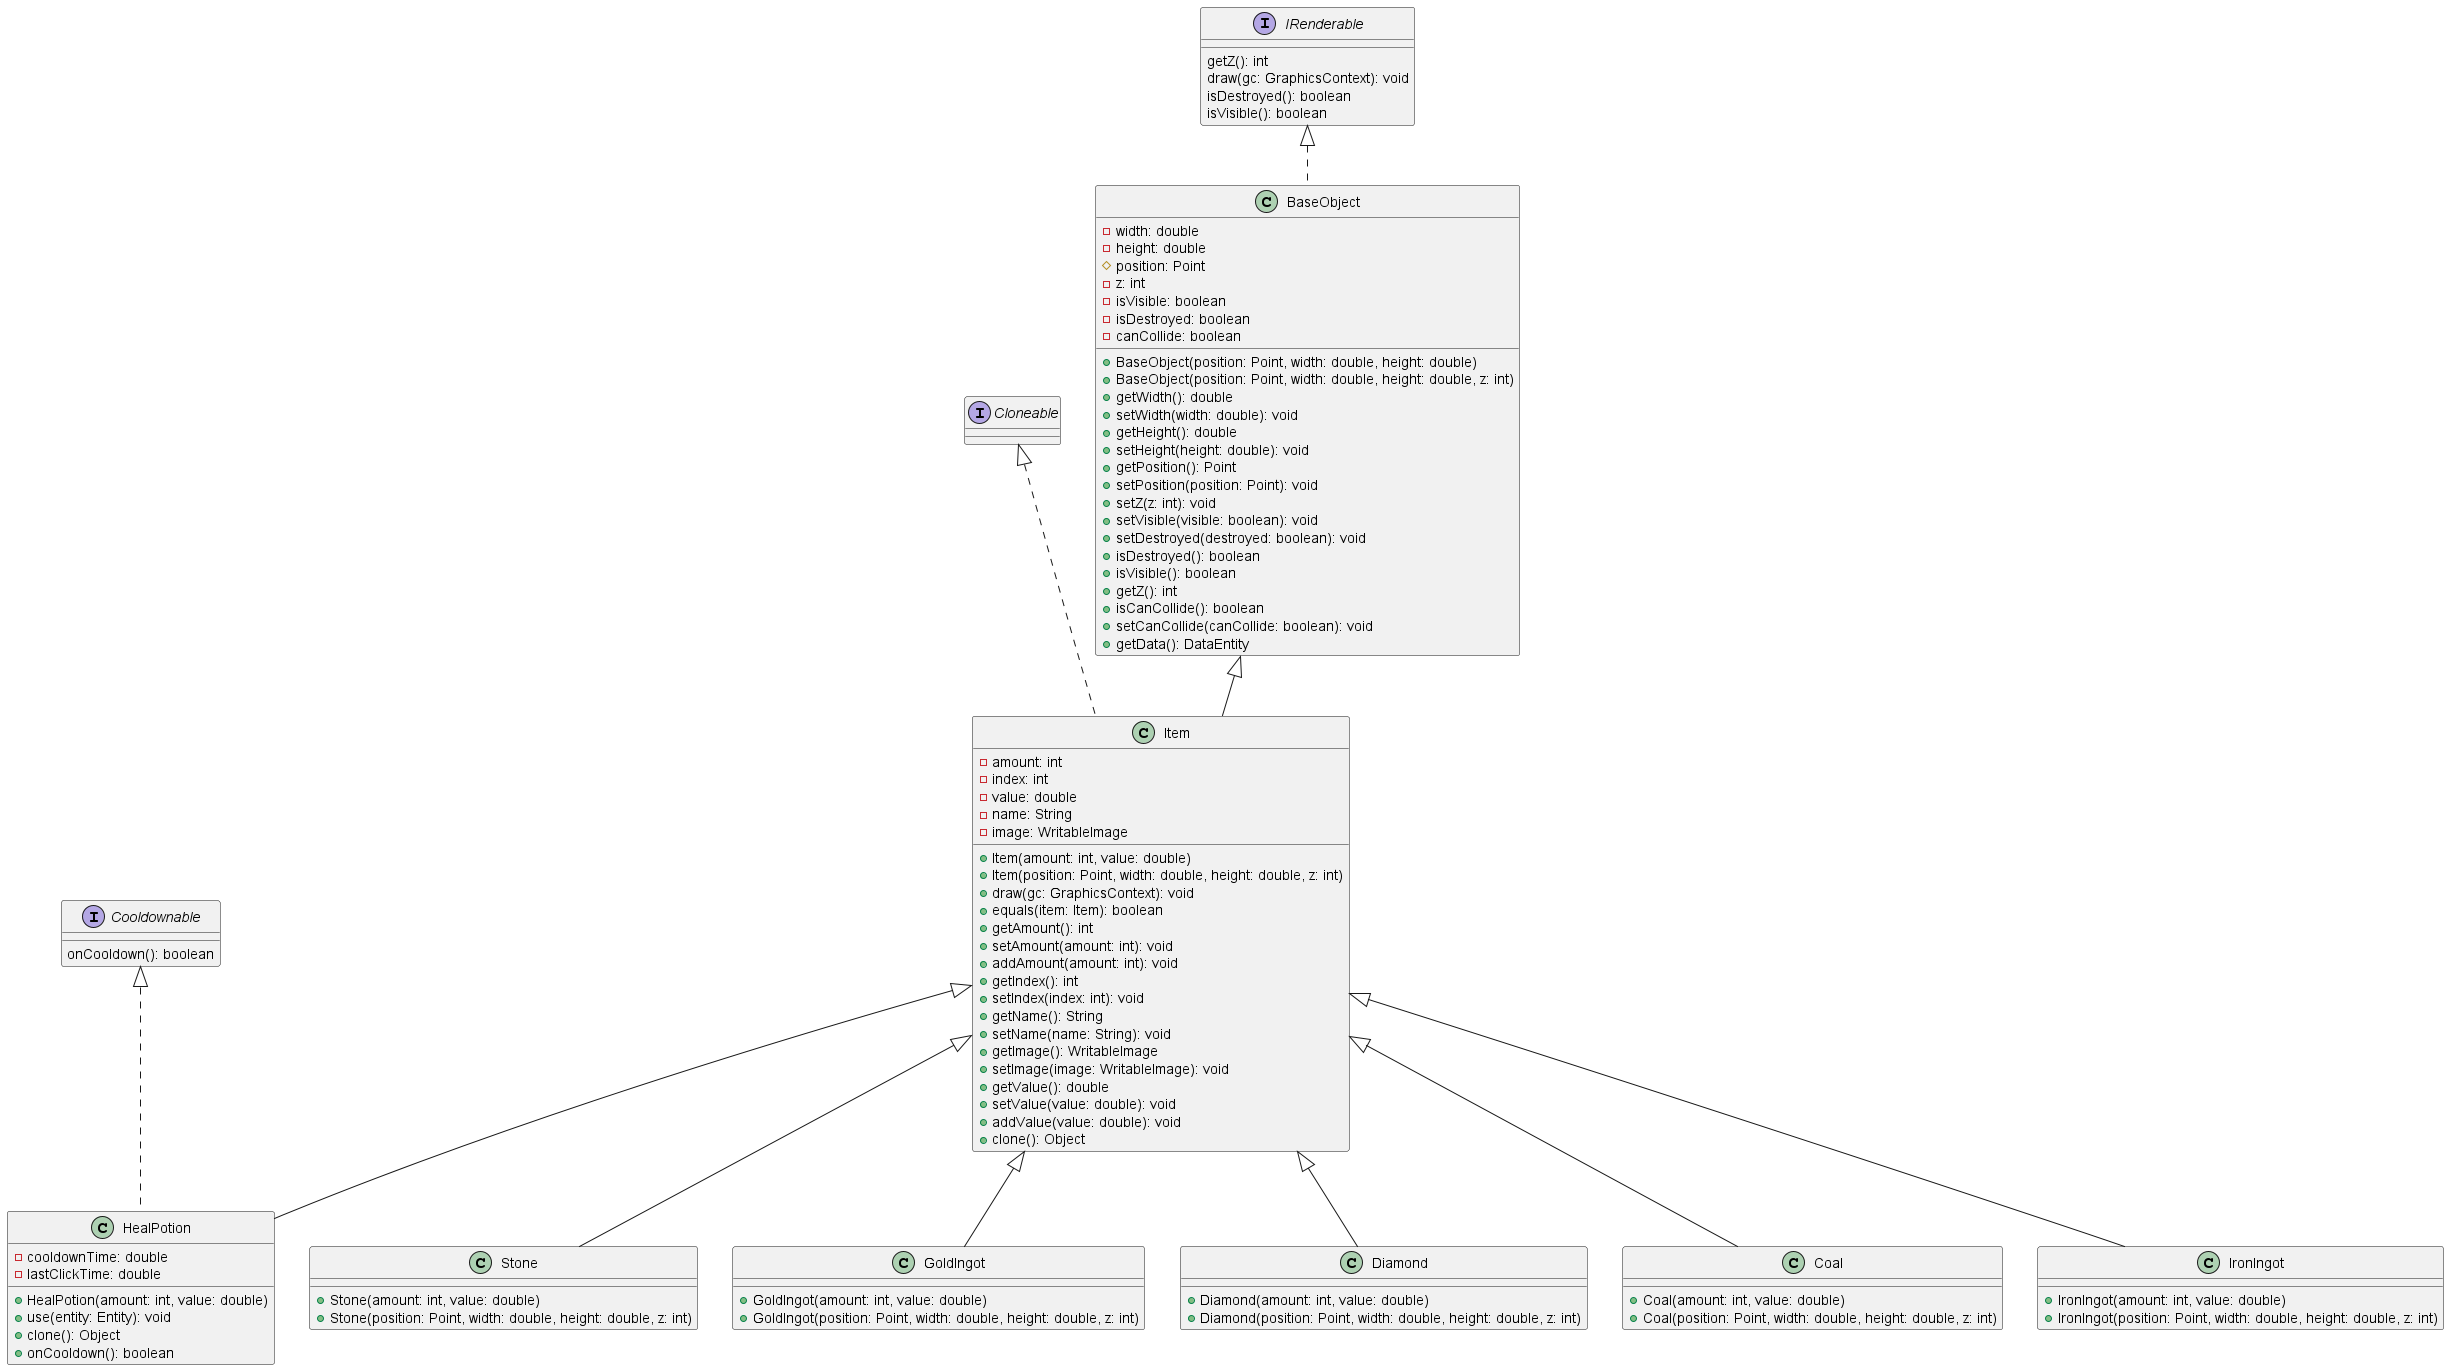 IRenderable
getZ(): int
draw(gc: GraphicsContext): void
isDestroyed(): boolean
isVisible(): boolean
BaseObject
width: double
height: double
position: Point
z: int
isVisible: boolean
isDestroyed: boolean
canCollide: boolean
BaseObject(position: Point, width: double, height: double)
BaseObject(position: Point, width: double, height: double, z: int)
getWidth(): double
setWidth(width: double): void
getHeight(): double
setHeight(height: double): void
getPosition(): Point
setPosition(position: Point): void
setZ(z: int): void
setVisible(visible: boolean): void
setDestroyed(destroyed: boolean): void
isDestroyed(): boolean
isVisible(): boolean
getZ(): int
isCanCollide(): boolean
setCanCollide(canCollide: boolean): void
getData(): DataEntity
Cloneable
Item
amount: int
index: int
value: double
name: String
image: WritableImage
Item(amount: int, value: double)
Item(position: Point, width: double, height: double, z: int)
draw(gc: GraphicsContext): void
equals(item: Item): boolean
getAmount(): int
setAmount(amount: int): void
addAmount(amount: int): void
getIndex(): int
setIndex(index: int): void
getName(): String
setName(name: String): void
getImage(): WritableImage
setImage(image: WritableImage): void
getValue(): double
setValue(value: double): void
addValue(value: double): void
clone(): Object
Cooldownable
onCooldown(): boolean
HealPotion
cooldownTime: double
lastClickTime: double
HealPotion(amount: int, value: double)
use(entity: Entity): void
clone(): Object
onCooldown(): boolean
Stone
Stone(amount: int, value: double)
Stone(position: Point, width: double, height: double, z: int)
GoldIngot
GoldIngot(amount: int, value: double)
GoldIngot(position: Point, width: double, height: double, z: int)
Diamond
Diamond(amount: int, value: double)
Diamond(position: Point, width: double, height: double, z: int)
Coal
Coal(amount: int, value: double)
Coal(position: Point, width: double, height: double, z: int)
IronIngot
IronIngot(amount: int, value: double)
IronIngot(position: Point, width: double, height: double, z: int)